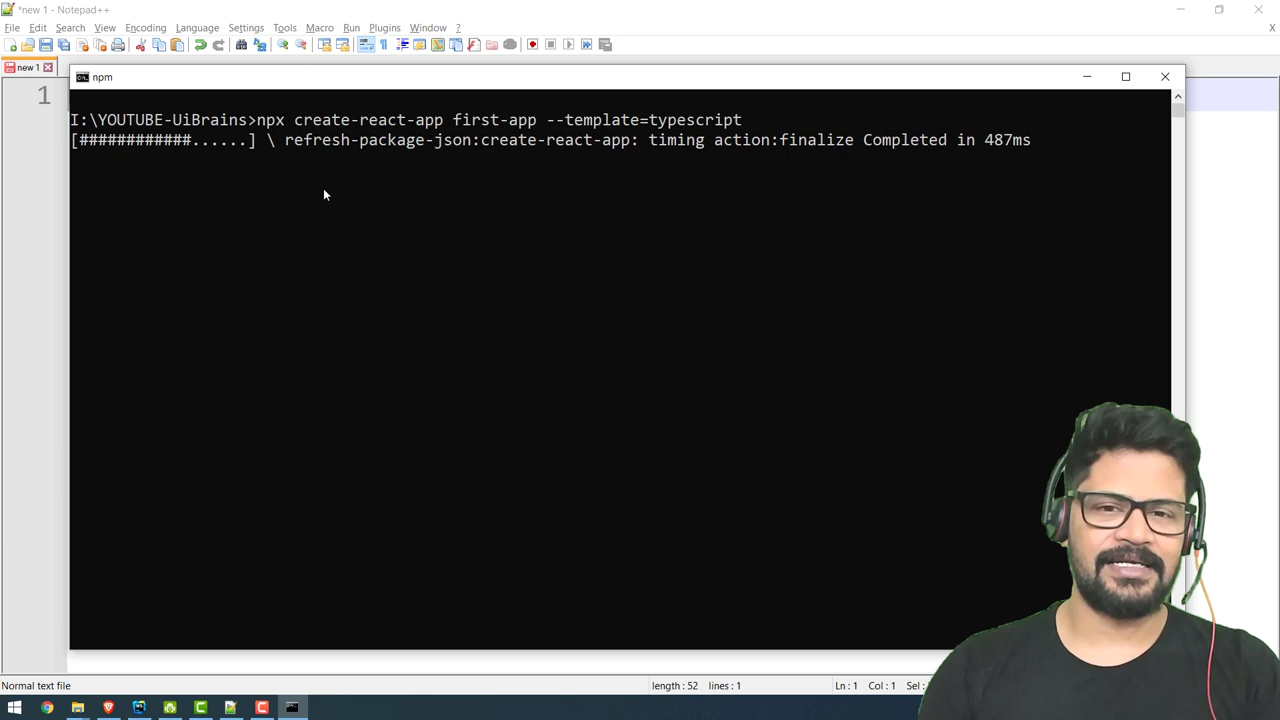 *new 1 - Notepad++
File Edit Search View Encoding Language Settings Tools Macro Run Plugins Window ?
X
new 1
npm
1
I:\YOUTUBE-UiBrains>npx create-react-app first-app --template=typescript
[############......] \ refresh-package-json:create-react-app: timing action:finalize Completed in 487ms
Normal text file
length : 52 lines : 1
Ln : 1 Col : 1 Sel :